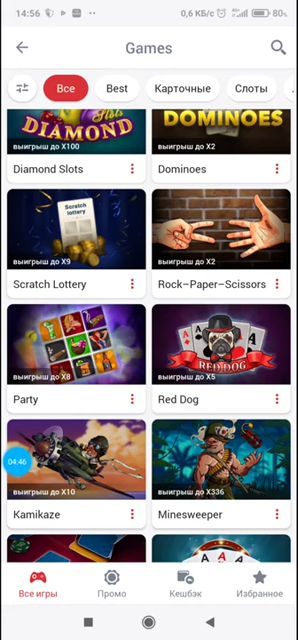 14:56
0,6 КБ/с
80%
Games
Все
Best
Карточные
Слоты
Slots
DIAMOND
выигрыш до X100
Diamond Slots
DOMINOES
выигрыш до X2
Dominoes
Scratch
lottery
выигрыш до X9
Scratch Lottery
выигрыш до X2
Rock–Paper–Scissors
выигрыш до X8
Party
RED DOG
выигрыш до X5
Red Dog
04:46
выигрыш до X10
Kamikaze
выигрыш до X336
Minesweeper
Все игры
Промо
Кешбэк
Избранное